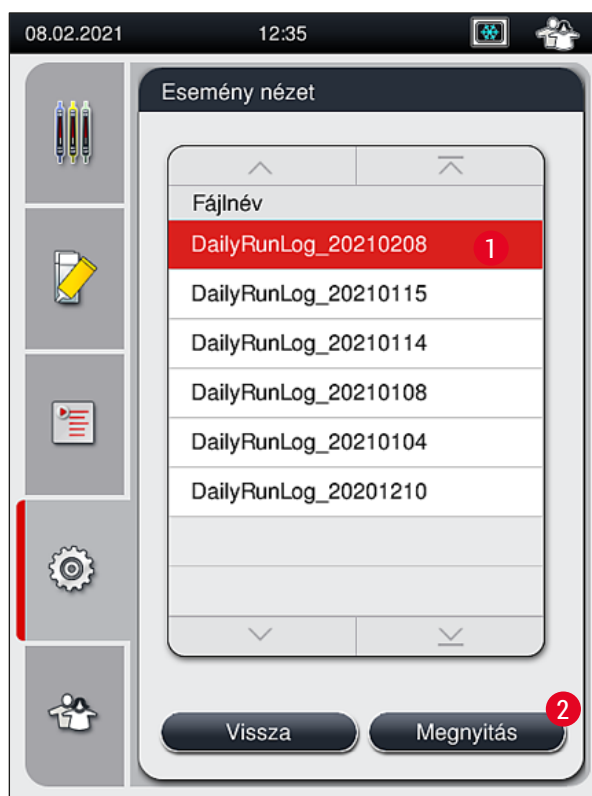 08.02.2021 12:35
Esemény nézet
Fájlnév
DailyRunLog_20210208 1
DailyRunLog_20210115
DailyRunLog_20210114
DailyRunLog_20210108
DailyRunLog_20210104
DailyRunLog_20201210
2
Vissza Megnyitás